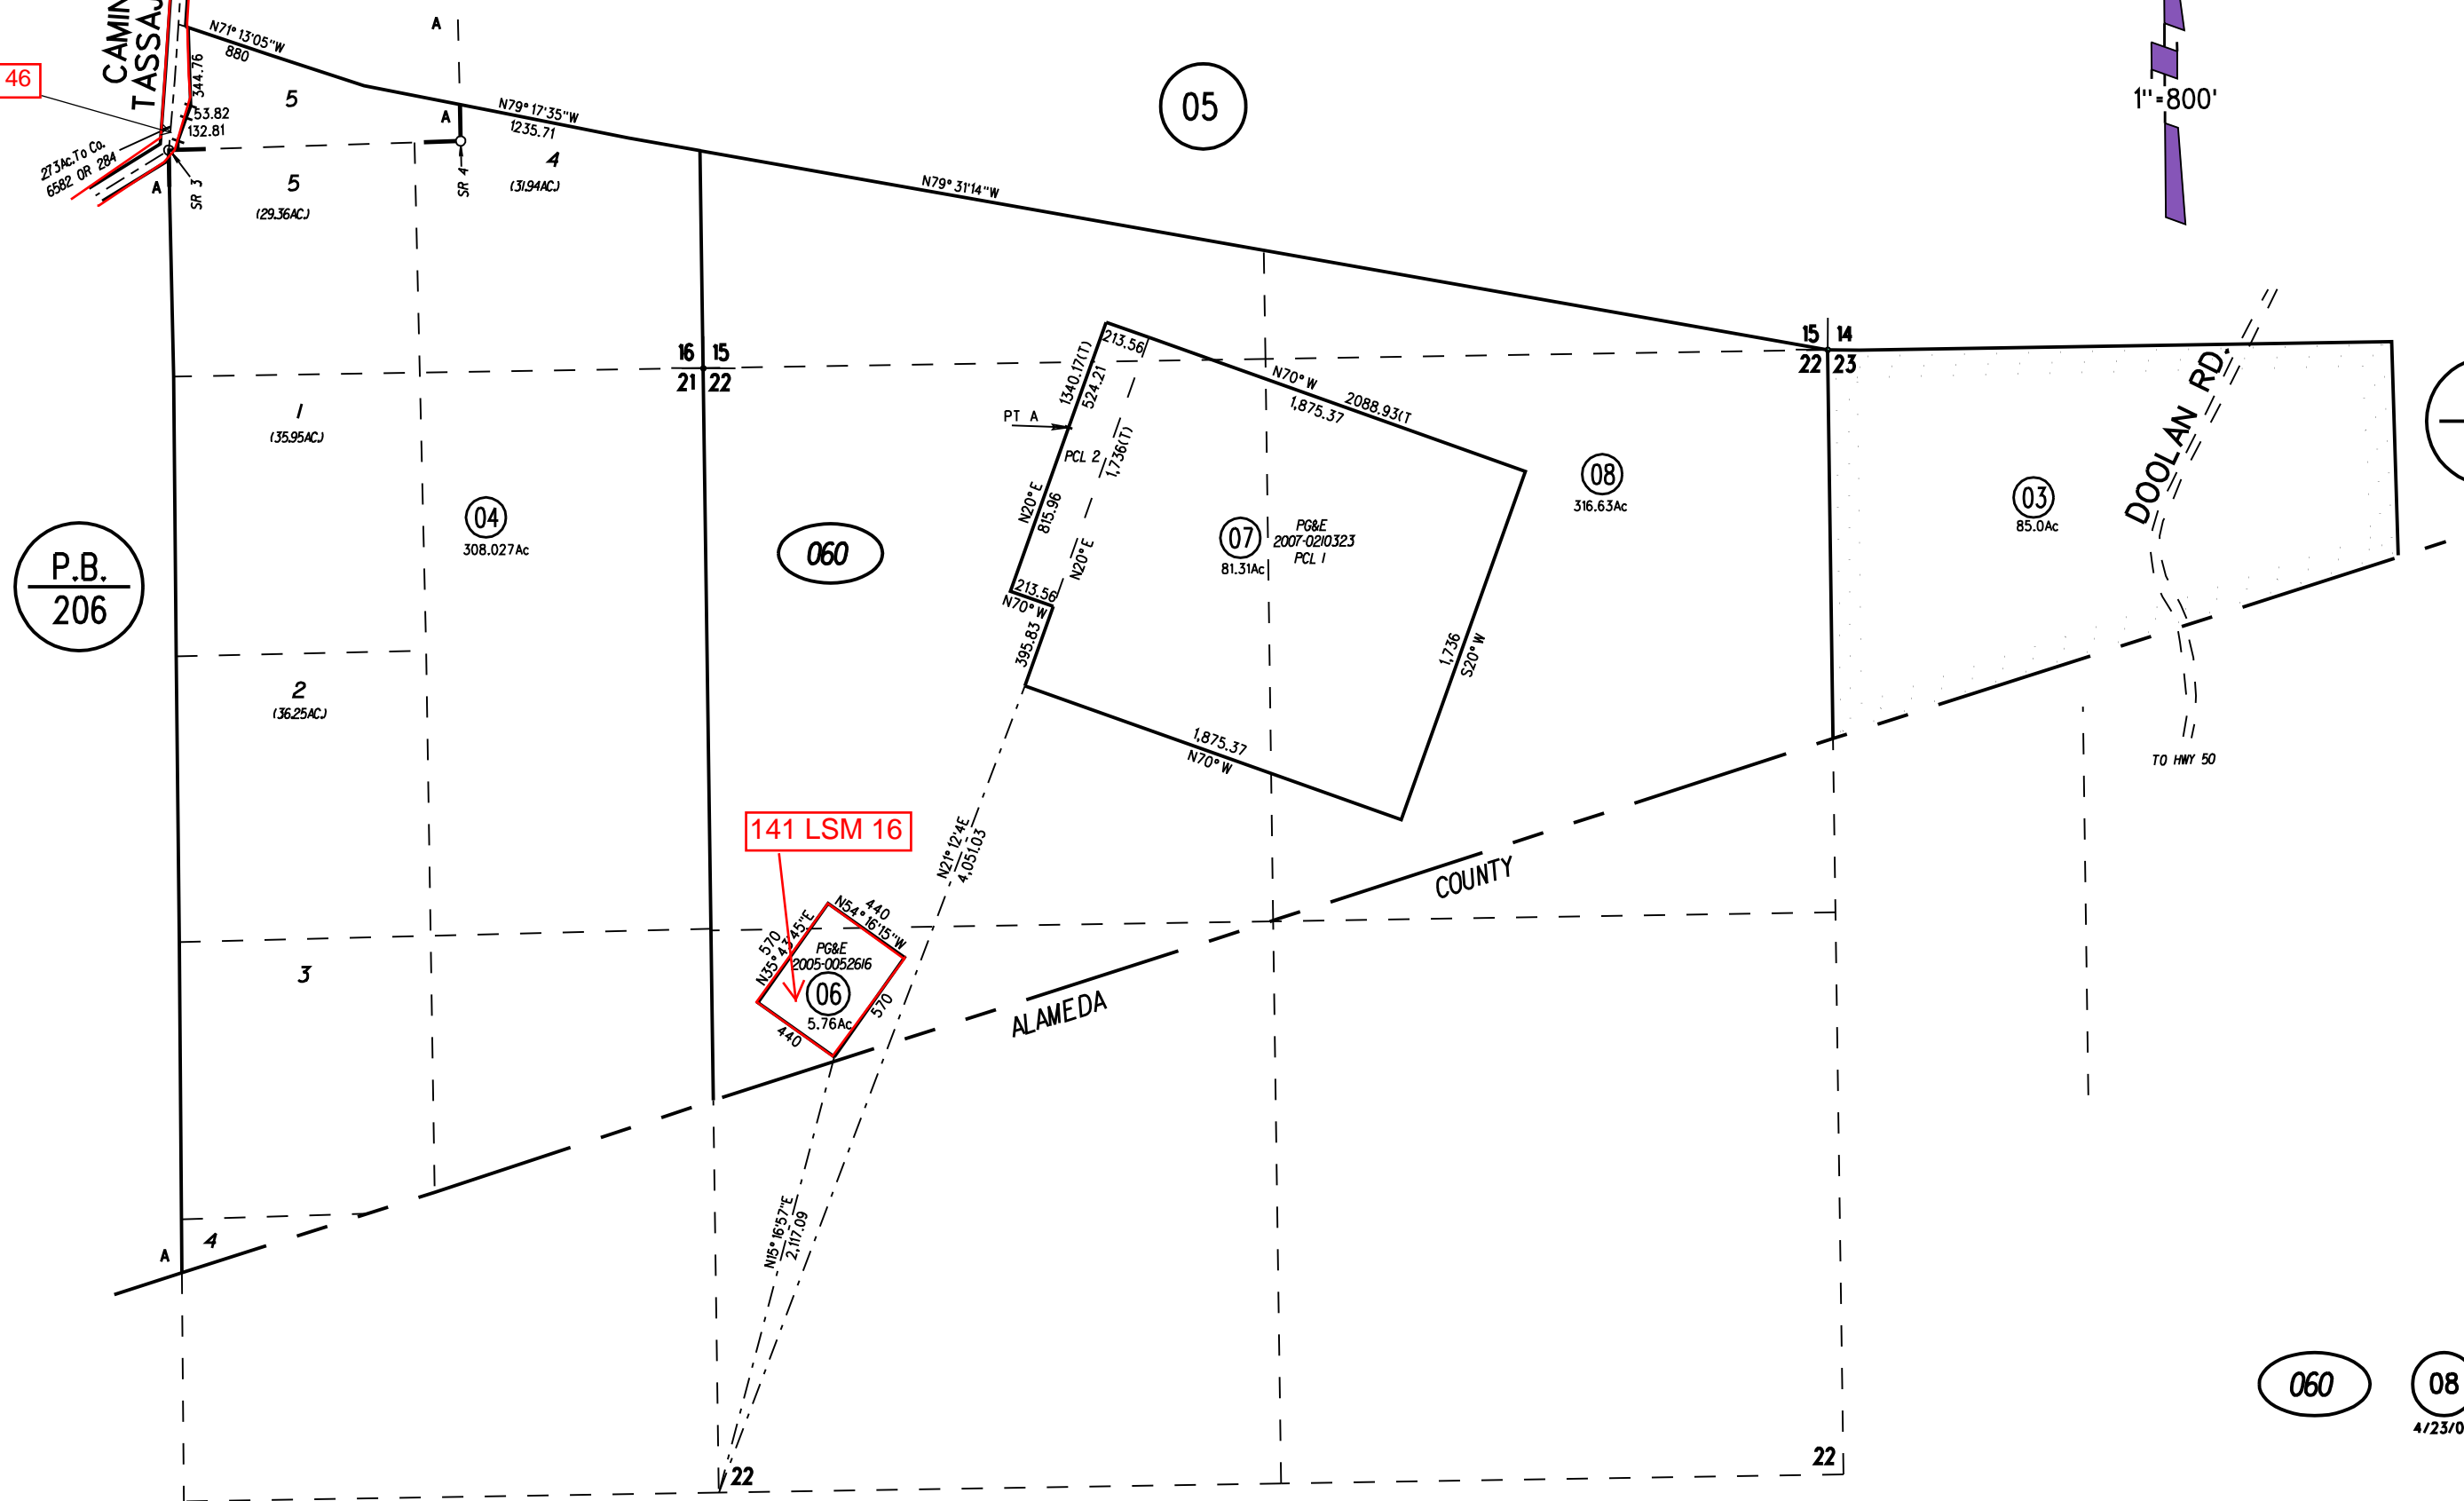 CAMIN
TASSAJ
46
N71°13'05"W
880
344.76
53.82
132.81
273Ac.To Co.
6582 OR 284
A
SR 3
5
5
(29.36AC.)
A
A
SR 4
N79°17'35"W
1235.71
4
(31.94AC.)
05
N79°31'14"W
1"=800'
16 15
21 22
15 14
22 23
1
(35.95AC.)
04
308.027Ac
P.B.
206
2
(36.25AC.)
3
4
A
060
213.56
1340.17(T)
524.21
PT A
PCL 2
1,736(T)
N20°E
815.96
N20°E
213.56
N70°W
395.83
N70°W
2088.93(T
1,875.37
07
81.31Ac
PG&E
2007-0210323
PCL 1
1,736
S20°W
1,875.37
N70°W
08
316.63Ac
03
85.0Ac
DOOLAN RD.
TO HWY 50
141 LSM 16
440
N54°16'15"W
570
N35°43'45"E
PG&E
2005-0052616
06
5.76Ac
570
440
N21°12'4E
4,051.03
ALAMEDA
COUNTY
N15°16'57"E
2,117.09
22
22
060
08
4/23/0